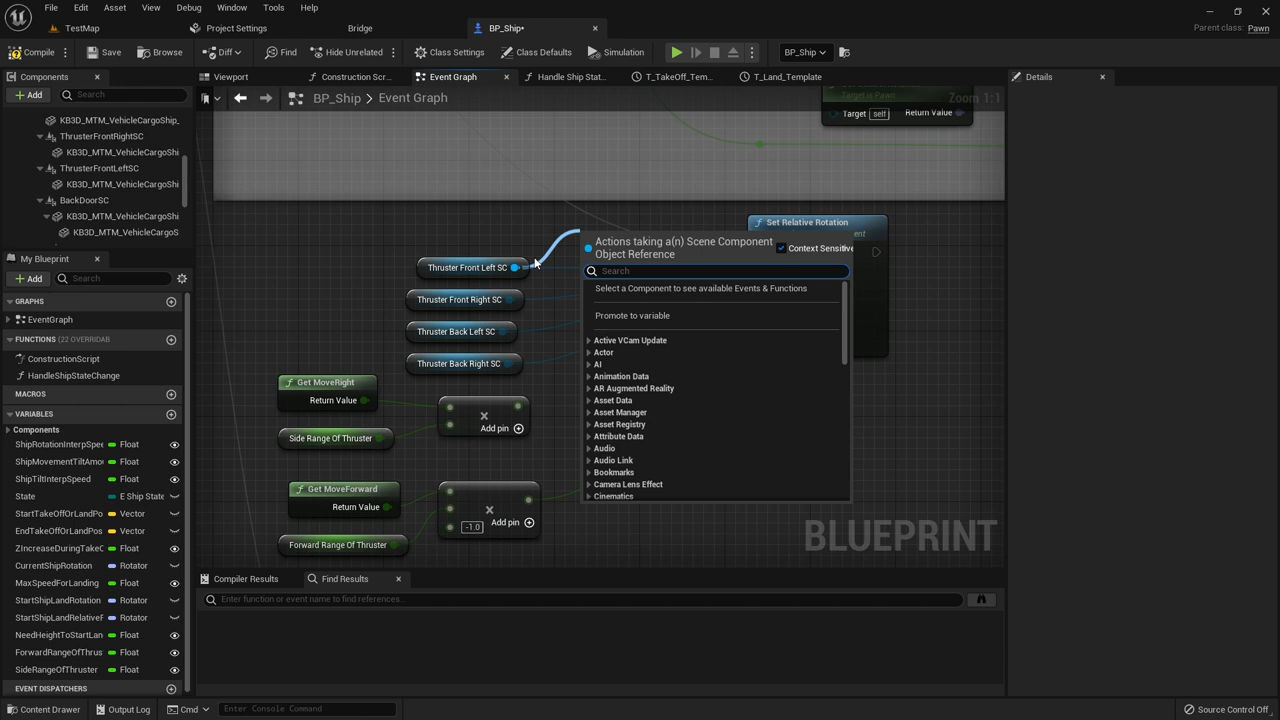 File Edit Asset View Debug Window Tools Help
TestMap Project Settings Bridge BP_Ship* Parent class: Pawn
Compile Save Browse Diff Find Hide Unrelated Class Settings Class Defaults Simulation BP_Ship
Components
Add Search
KB3D_MTM_VehicleCargoShip_
ThrusterFrontRightSC
KB3D_MTM_VehicleCargoShi
ThrusterFrontLeftSC
KB3D_MTM_VehicleCargoShi
BackDoorSC
KB3D_MTM_VehicleCargoShi
KB3D_MTM_VehicleCargoS
My Blueprint
Add Search
GRAPHS
EventGraph
FUNCTIONS (22 OVERRIDAB
ConstructionScript
HandleShipStateChange
MACROS
VARIABLES
Components
ShipRotationInterpSpee Float
ShipMovementTiltAmou Float
ShipTiltInterpSpeed Float
State E Ship State
StartTakeOffOrLandPos Vector
EndTakeOffOrLandPos Vector
ZIncreaseDuringTakeC Float
CurrentShipRotation Rotator
MaxSpeedForLanding Float
StartShipLandRotation Rotator
StartShipLandRelativeF Rotator
NeedHeightToStartLan Float
ForwardRangeOfThrus Float
SideRangeOfThruster Float
EVENT DISPATCHERS
Viewport Construction Scr... Event Graph Handle Ship Stat... T_TakeOff_Tem... T_Land_Template
BP_Ship > Event Graph Zoom 1:1
Target is Pawn
Target self Return Value
Set Relative Rotation
Thruster Front Left SC
Thruster Front Right SC
Thruster Back Left SC
Thruster Back Right SC
Get MoveRight
Return Value
Side Range Of Thruster
Add pin
Get MoveForward
Return Value
Forward Range Of Thruster
-1.0 Add pin
Actions taking a(n) Scene Component
Object Reference
Context Sensitive
Search
Select a Component to see available Events & Functions
Promote to variable
Active VCam Update
Actor
AI
Animation Data
AR Augmented Reality
Asset Data
Asset Manager
Asset Registry
Attribute Data
Audio
Audio Link
Bookmarks
Camera Lens Effect
Cinematics
BLUEPRINT
Compiler Results Find Results
Enter function or event name to find references...
Details
Content Drawer Output Log Cmd Enter Console Command Source Control Off